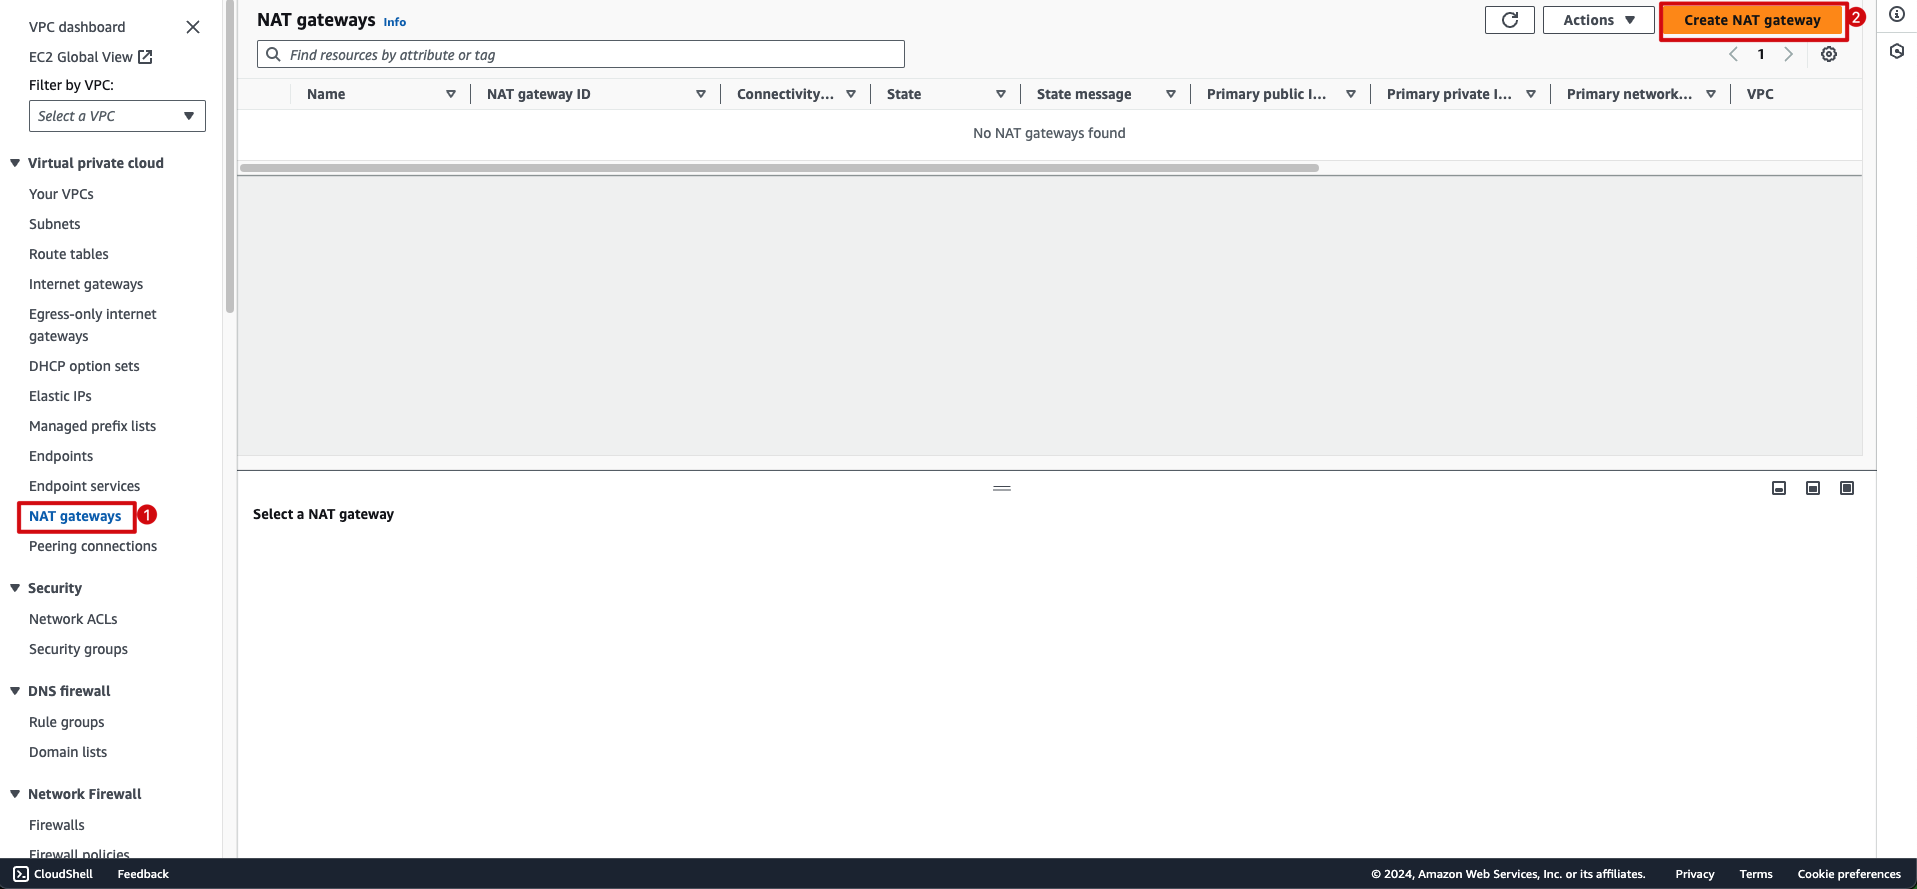 VPC dashboard
EC2 Global View
Filter by VPC:
Select a VPC
Virtual private cloud
Your VPCs
Subnets
Route tables
Internet gateways
Egress-only internet
gateways
DHCP option sets
Elastic IPs
Managed prefix lists
Endpoints
Endpoint services
NAT gateways 1
Peering connections
Security
Network ACLs
Security groups
DNS firewall
Rule groups
Domain lists
Network Firewall
Firewalls
Firewall policies
NAT gateways Info
Actions
Create NAT gateway 2
Find resources by attribute or tag
1
Name NAT gateway ID Connectivity... State State message Primary public I... Primary private I... Primary network... VPC
No NAT gateways found
Select a NAT gateway
CloudShell Feedback © 2024, Amazon Web Services, Inc. or its affiliates. Privacy Terms Cookie preferences